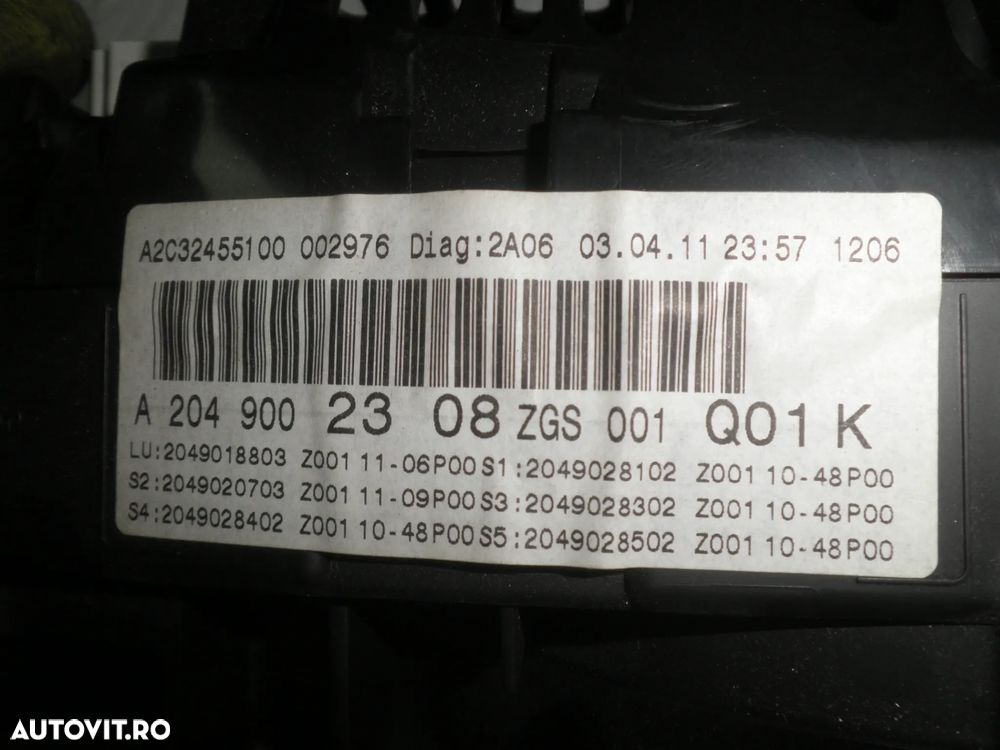 A2C32455100 002976 Diag:2A06 03.04.11 23:57 1206
A 204 900 23 08 ZGS 001 Q01 K
LU:2049018803 Z001 11-06P00 S1:2049028102 Z001 10-48P00
S2:2049020703 Z001 11-09P00 S3:2049028302 Z001 10-48P00
S4:2049028402 Z001 10-48P00 S5:2049028502 Z001 10-48P00
AUTOVIT.RO